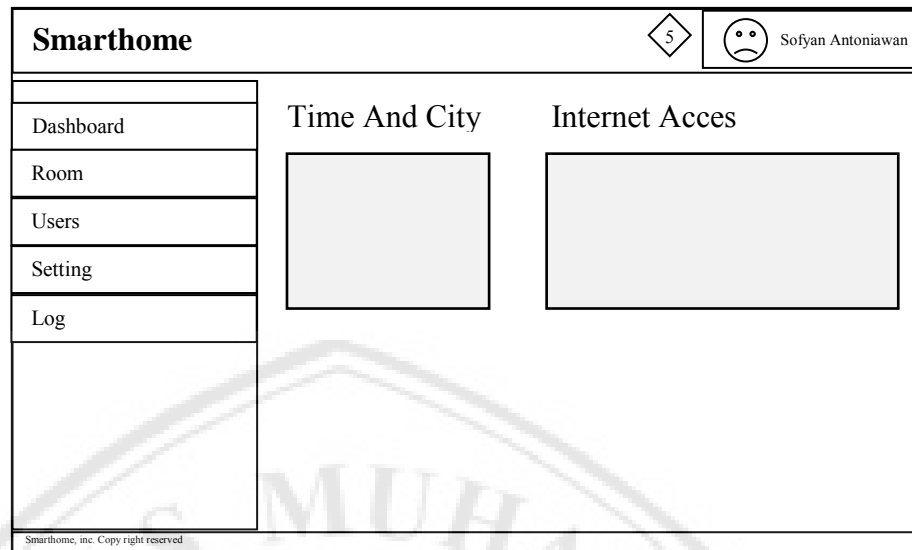 Smarthome
5
Sofyan Antoniawan
Dashboard
Room
Users
Setting
Log
Time And City
Internet Acces
Smarthome, inc. Copy right reserved
S MUHA